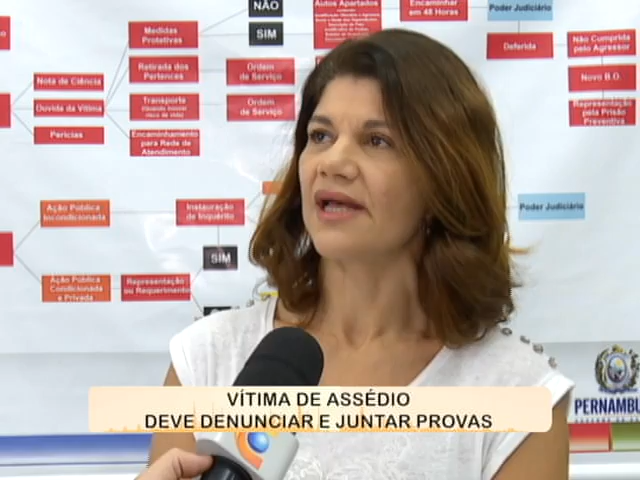 NÃO
SIM
Autos Apartados
Encaminhar
em 48 Horas
Poder Judiciário
Medidas
Protetivas
Deferida
Não Cumprida
pelo Agressor
Nota de Ciência
Retirada dos
Pertences
Ordem
de Serviço
Novo B.O.
Ouvida da Vítima
Transporte
Ordem
de Serviço
Representação
pela Prisão
Preventiva
Perícias
Encaminhamento
para Rede de
Atendimento
Ação Pública
Incondicionada
Instauração
de Inquérito
Poder Judiciário
SIM
Ação Pública
Condicionada
e Privada
Representação
ou Requerimento
PERNAMBU
VÍTIMA DE ASSÉDIO
DEVE DENUNCIAR E JUNTAR PROVAS